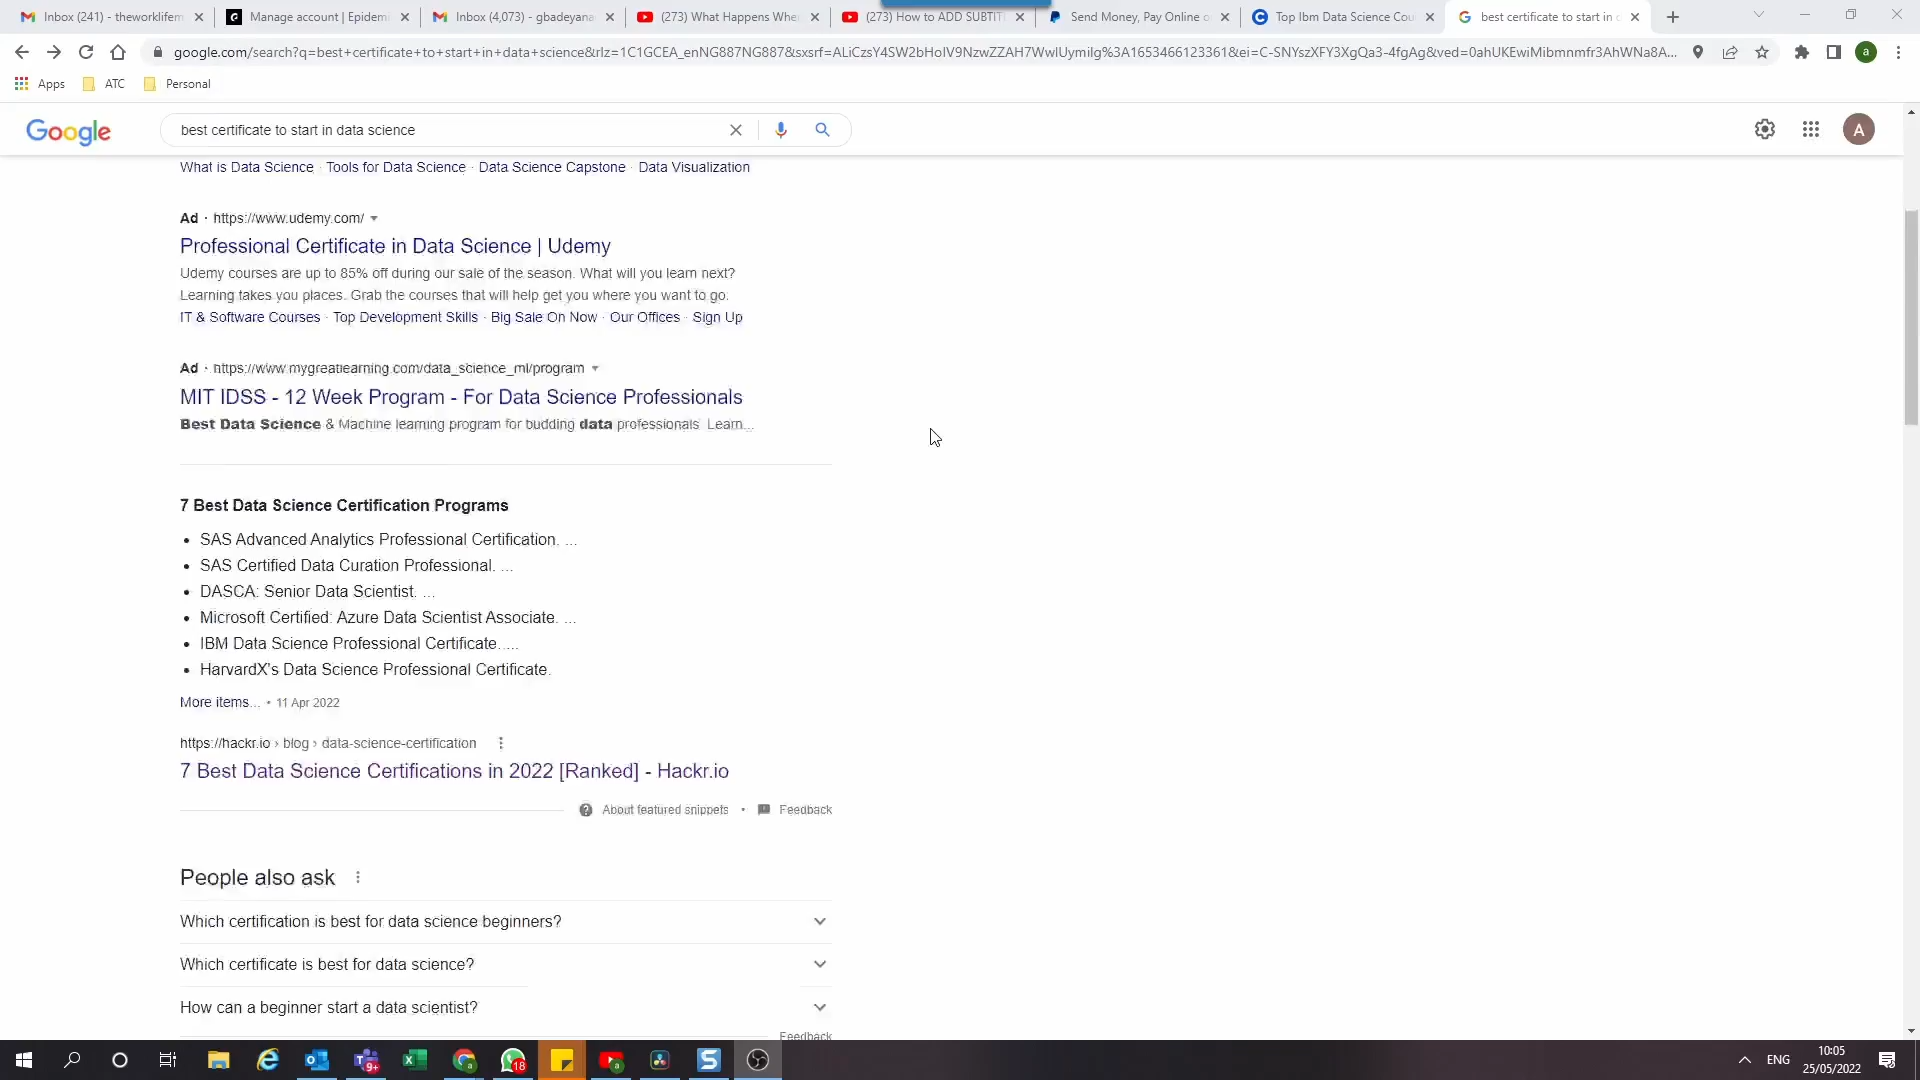 Inbox (241) - theworklifem
Manage account | Epidemi
Inbox (4,073) - gbadeyana
(273) What Happens Whe
(273) How to ADD SUBTIT
Send Money, Pay Online o
Top Ibm Data Science Cou
best certificate to start in
google.com/search?q=best+certificate+to+start+in+data+science&rlz=1C1GCEA_enNG887NG887&sxsrf=ALiCzsY4SW2bHoIV9NzwZZAH7WwIUymiIg%3A1653466123361&ei=C-SNYszXFY3XgQa3-4fgAg&ved=0ahUKEwiMibmnmfr3AhWNa8A...
a
Apps
ATC
Personal
Google
best certificate to start in data science
A
What is Data Science · Tools for Data Science · Data Science Capstone · Data Visualization
Ad · https://www.udemy.com/
Professional Certificate in Data Science | Udemy
Udemy courses are up to 85% off during our sale of the season. What will you learn next?
Learning takes you places. Grab the courses that will help get you where you want to go.
IT & Software Courses · Top Development Skills · Big Sale On Now · Our Offices · Sign Up
Ad · https://www.mygreatlearning.com/data_science_ml/program
MIT IDSS - 12 Week Program - For Data Science Professionals
Best Data Science & Machine learning program for budding data professionals Learn...
7 Best Data Science Certification Programs
• SAS Advanced Analytics Professional Certification. ...
• SAS Certified Data Curation Professional. ...
• DASCA: Senior Data Scientist. ...
• Microsoft Certified: Azure Data Scientist Associate. ...
• IBM Data Science Professional Certificate. ...
• HarvardX's Data Science Professional Certificate.
More items... • 11 Apr 2022
https://hackr.io › blog › data-science-certification
7 Best Data Science Certifications in 2022 [Ranked] - Hackr.io
About featured snippets • Feedback
People also ask
Which certification is best for data science beginners?
Which certificate is best for data science?
How can a beginner start a data scientist?
Feedback
9+
18
ENG
10:05
25/05/2022